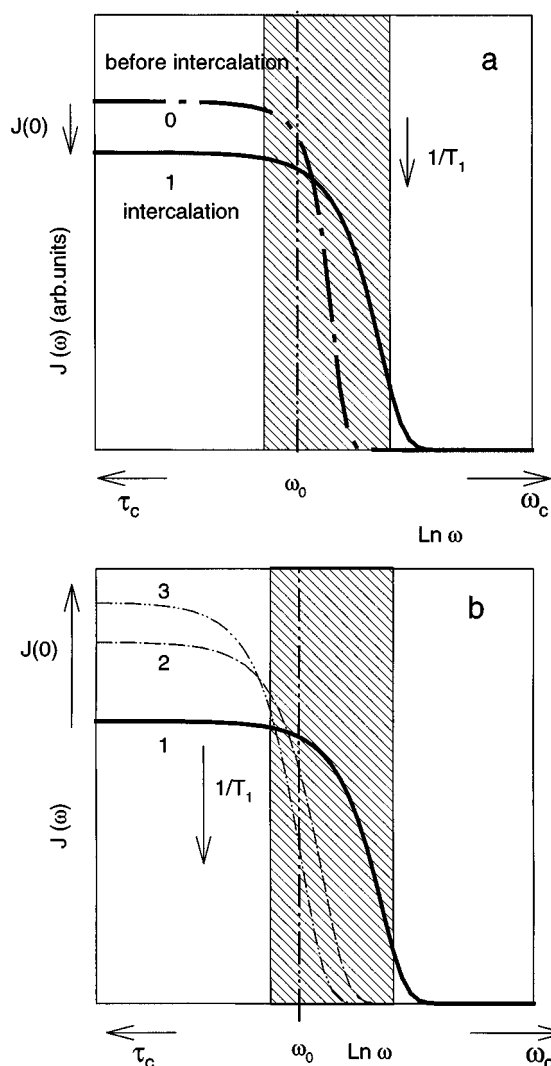 a
before intercalation
0
J(0)
1/T₁
1
intercalation
J (ω) (arb.units)
τc
ω₀
ωc
Ln ω
b
3
J(0)
2
1
1/T₁
J (ω)
τc
ω₀
Ln ω
ωc